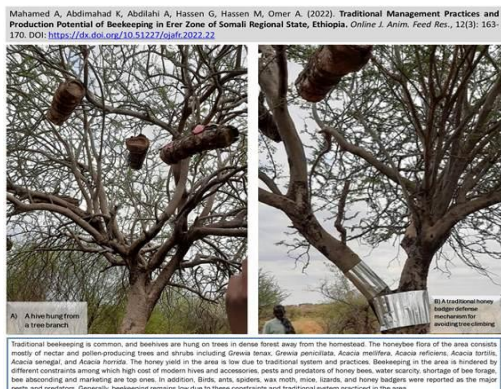 Mahamed A, Abdimahad K, Abdilahi A, Hassen G, Hassen M, Omer A. (2022). Traditional Management Practices and
Production Potential of Beekeeping in Erer Zone of Somali Regional State, Ethiopia. Online J. Anim. Feed Res., 12(3): 163-
170. DOI: https://dx.doi.org/10.51227/ojafr.2022.22
A) A hive hung from
a tree branch
B) A traditional honey
badger defense
mechanism for
avoiding tree climbing
Traditional beekeeping is common, and beehives are hung on trees in dense forest away from the homestead. The honeybee flora of the area consists
mostly of nectar and pollen-producing trees and shrubs including Grewia tenax, Grewia penicillata, Acacia mellifera, Acacia reficiens, Acacia tortilis,
Acacia senegal, and Acacia horrida. The honey yield in the area is low due to traditional system and practices. Beekeeping in the area is hindered by
different constraints among which high cost of modern hives and accessories, pests and predators of honey bees, water scarcity, shortage of bee forage,
bee absconding and marketing are top ones. In addition, Birds, ants, spiders, wax moth, mice, lizards, and honey badgers were reported as the main